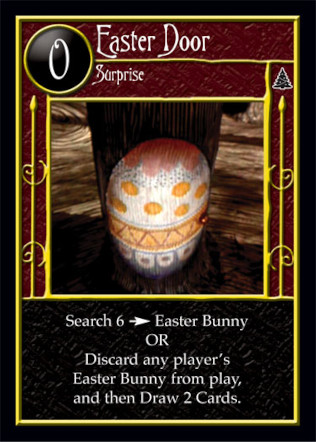 0
Easter Door
Surprise
Search 6 → Easter Bunny
OR
Discard any player's
Easter Bunny from play,
and then Draw 2 Cards.